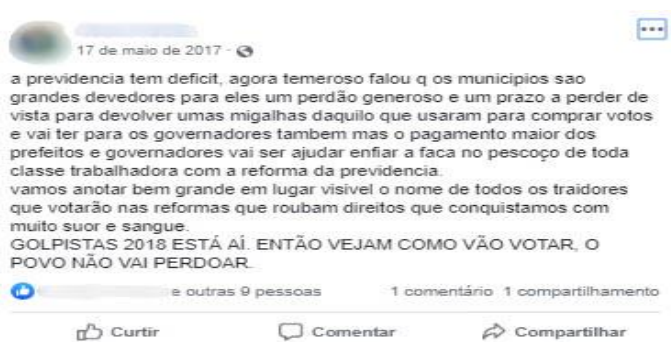 17 de maio de 2017 ·
a previdencia tem deficit, agora temeroso falou q os municipios sao
grandes devedores para eles um perdão generoso e um prazo a perder de
vista para devolver umas migalhas daquilo que usaram para comprar votos
e vai ter para os governadores tambem mas o pagamento maior dos
prefeitos e governadores vai ser ajudar enfiar a faca no pescoço de toda
classe trabalhadora com a reforma da previdencia.
vamos anotar bem grande em lugar visivel o nome de todos os traidores
que votarão nas reformas que roubam direitos que conquistamos com
muito suor e sangue.
GOLPISTAS 2018 ESTÁ AÍ. ENTÃO VEJAM COMO VÃO VOTAR, O
POVO NÃO VAI PERDOAR.
e outras 9 pessoas 1 comentário 1 compartilhamento
Curtir Comentar Compartilhar